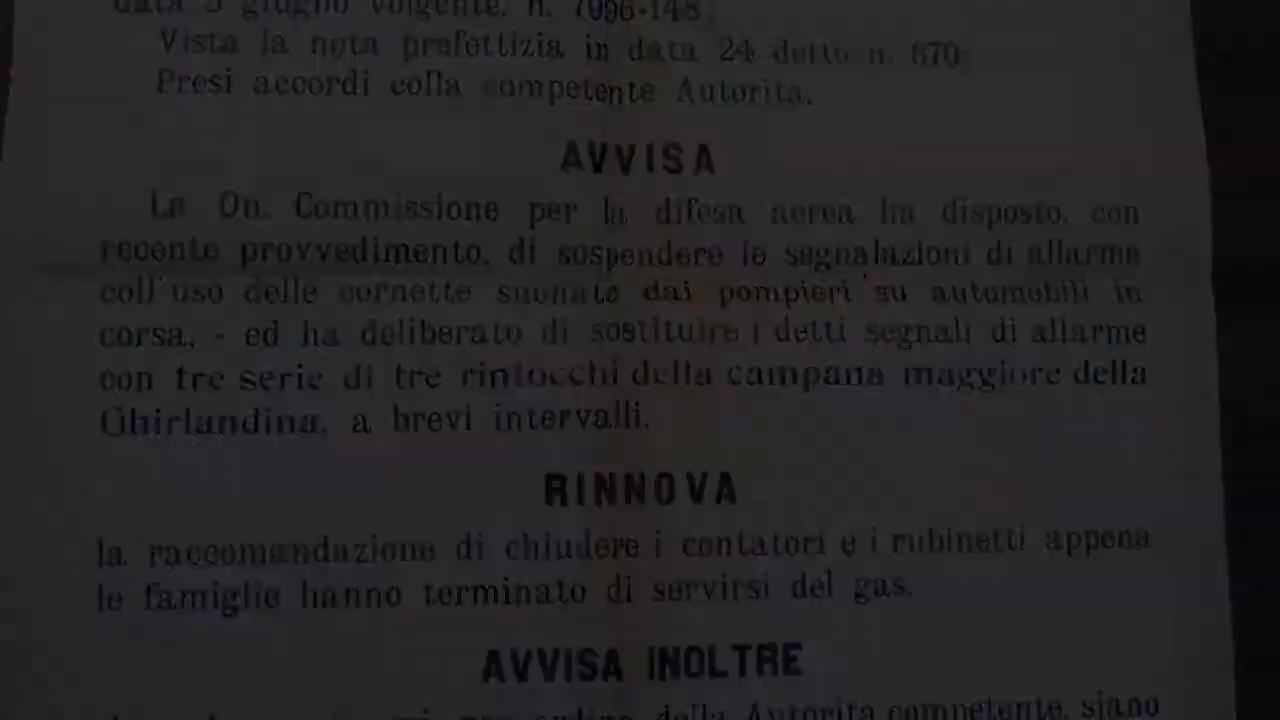 data 5 giugno volgente, n. 7996-148
Vista la nota prefettizia in data 24 detto n. 670
Presi accordi colla competente Autorità,
AVVISA
La On. Commissione per la difesa aerea ha disposto, con
recente provvedimento, di sospendere le segnalazioni di allarme
coll'uso delle cornette suonate dai pompieri su automobili in
corsa, - ed ha deliberato di sostituire i detti segnali di allarme
con tre serie di tre rintocchi della campana maggiore della
Ghirlandina, a brevi intervalli.
RINNOVA
la raccomandazione di chiudere i contatori e i rubinetti appena
le famiglie hanno terminato di servirsi del gas.
AVVISA INOLTRE
ordine della Autorità competente, siano